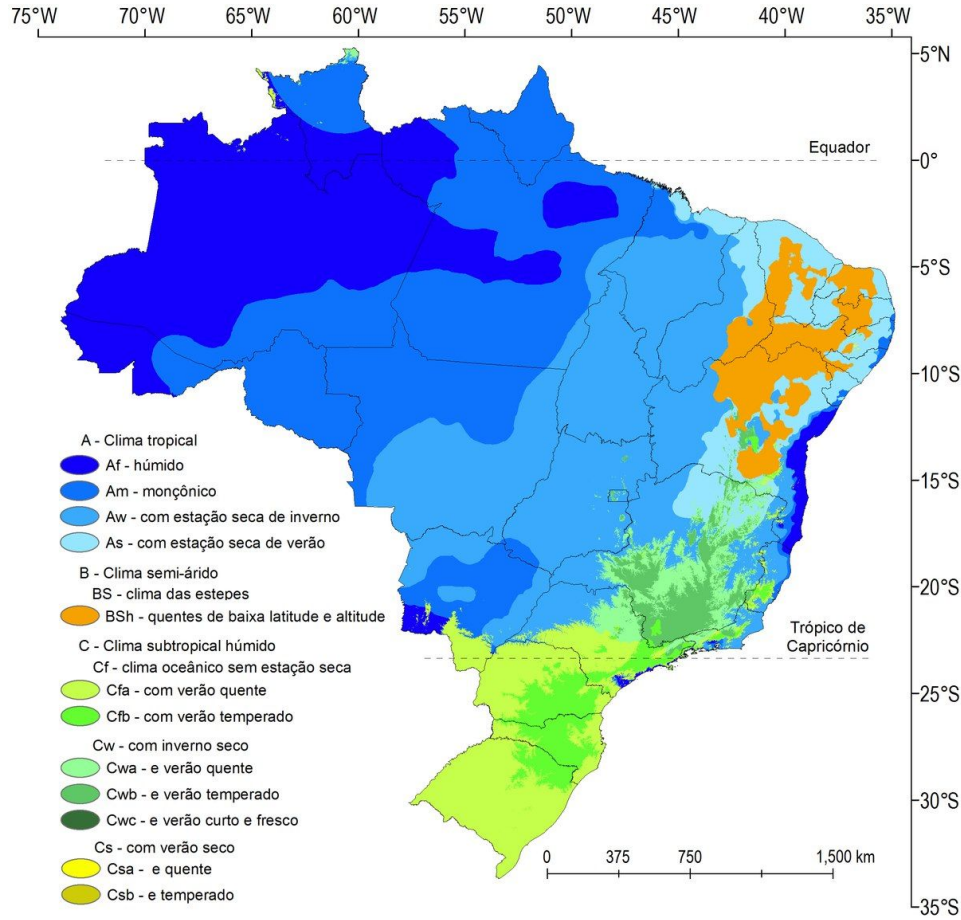 75°W 70°W 65°W 60°W 55°W 50°W 45°W 40°W 35°W
5°N
Equador
0°
5°S
10°S
15°S
20°S
Trópico de
Capricórnio
25°S
30°S
35°S
A - Clima tropical
Af - húmido
Am - monçônico
Aw - com estação seca de inverno
As - com estação seca de verão
B - Clima semi-árido
BS - clima das estepes
BSh - quentes de baixa latitude e altitude
C - Clima subtropical húmido
Cf - clima oceânico sem estação seca
Cfa - com verão quente
Cfb - com verão temperado
Cw - com inverno seco
Cwa - e verão quente
Cwb - e verão temperado
Cwc - e verão curto e fresco
Cs - com verão seco
Csa - e quente
Csb - e temperado
0 375 750 1,500 km